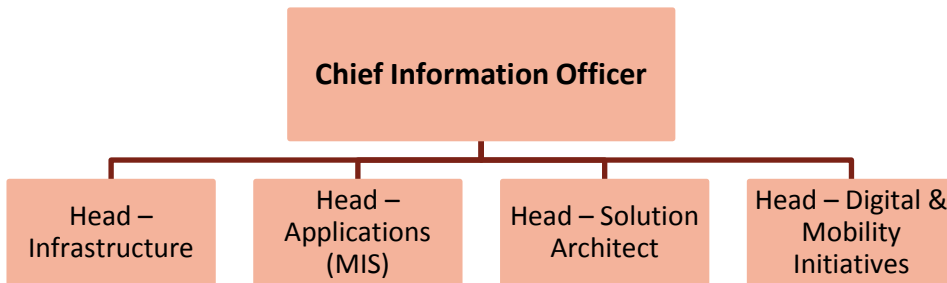 Chief Information Officer
Head –
Infrastructure
Head –
Applications
(MIS)
Head – Solution
Architect
Head – Digital &
Mobility
Initiatives